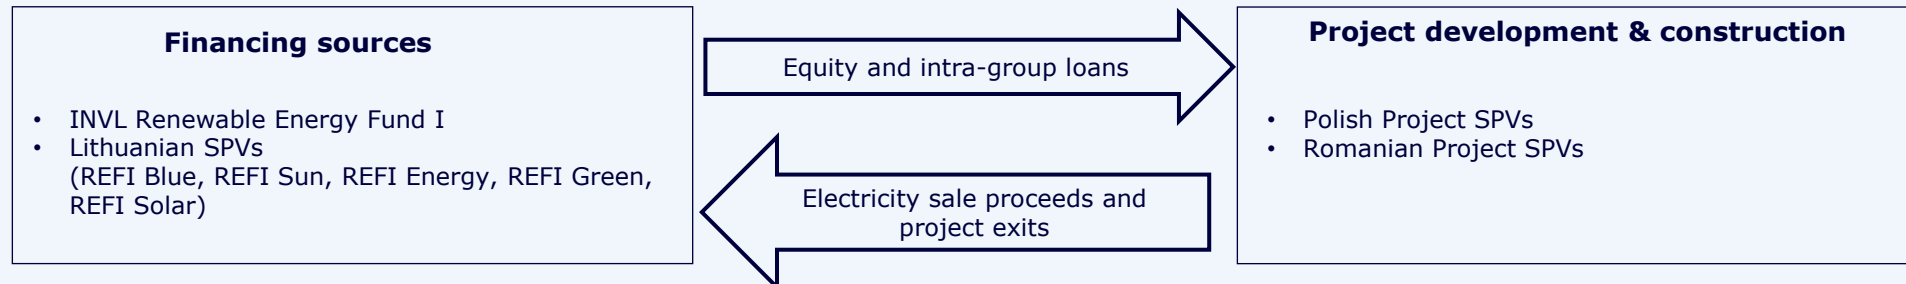 Financing sources
• INVL Renewable Energy Fund I
• Lithuanian SPVs
(REFI Blue, REFI Sun, REFI Energy, REFI Green,
REFI Solar)
Equity and intra-group loans
Electricity sale proceeds and
project exits
Project development & construction
• Polish Project SPVs
• Romanian Project SPVs